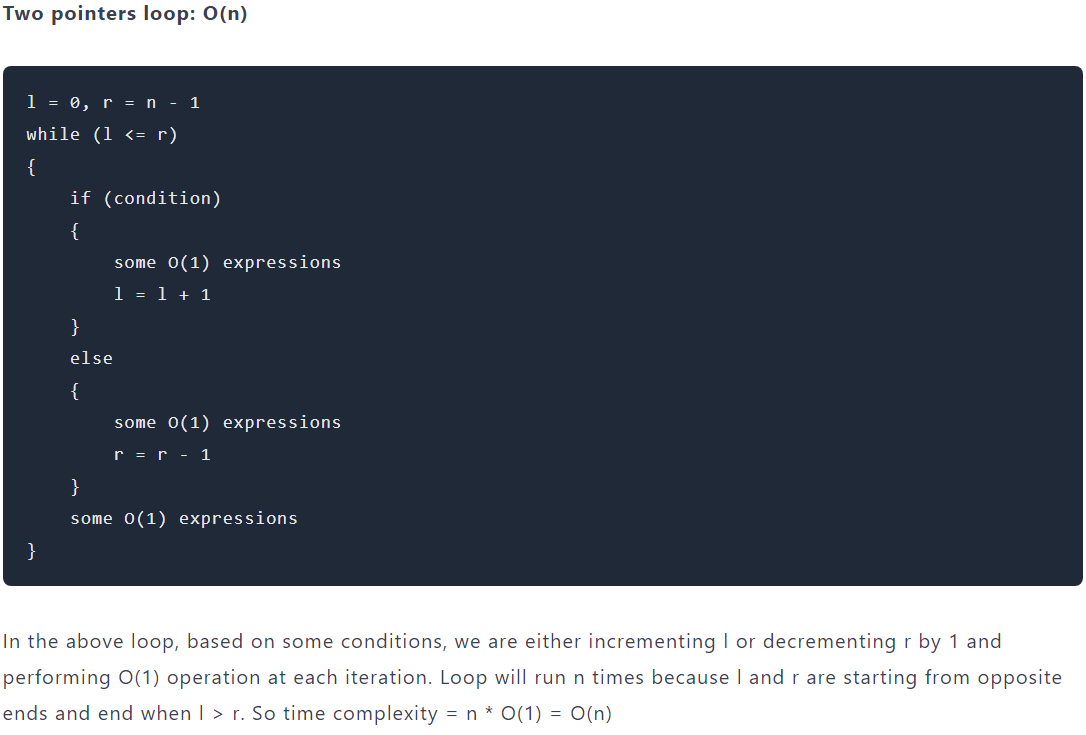 Two pointers loop: O(n)
l = 0, r = n - 1
while (l <= r)
{
    if (condition)
    {
        some O(1) expressions
        l = l + 1
    }
    else
    {
        some O(1) expressions
        r = r - 1
    }
    some O(1) expressions
}
In the above loop, based on some conditions, we are either incrementing l or decrementing r by 1 and
performing O(1) operation at each iteration. Loop will run n times because l and r are starting from opposite
ends and end when l > r. So time complexity = n * O(1) = O(n)